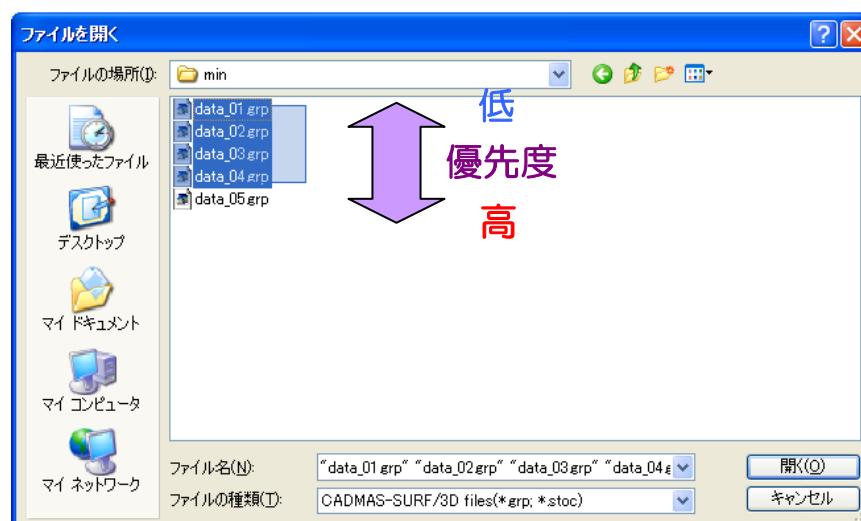 ファイルを開く
ファイルの場所(I):
min
data_01.grp
data_02.grp
data_03.grp
data_04.grp
data_05.grp
低
優先度
高
最近使ったファイル
デスクトップ
マイ ドキュメント
マイ コンピュータ
マイ ネットワーク
ファイル名(N):
"data_01.grp" "data_02.grp" "data_03.grp" "data_04.g
開く(O)
ファイルの種類(T):
CADMAS-SURF/3D files(*.grp; *.stoc)
キャンセル